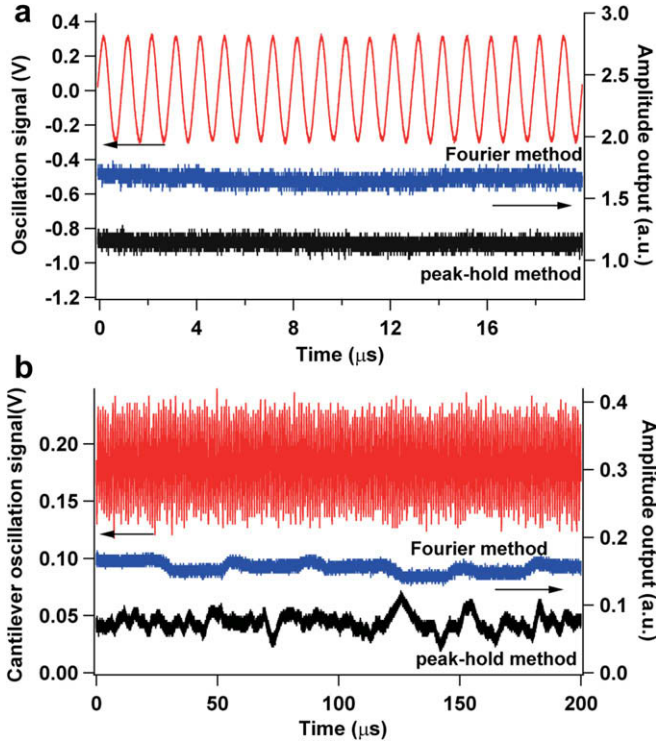 a
Oscillation signal (V)
0.4
0.2
0.0
-0.2
-0.4
-0.6
-0.8
-1.0
-1.2
Fourier method
peak-hold method
3.0
2.5
2.0
1.5
1.0
Amplitude output (a.u.)
0
4
8
12
16
Time (μs)
b
Cantilever oscillation signal(V)
0.20
0.15
0.10
0.05
0.00
Fourier method
peak-hold method
0.4
0.3
0.2
0.1
0.0
Amplitude output (a.u.)
0
50
100
150
200
Time (μs)